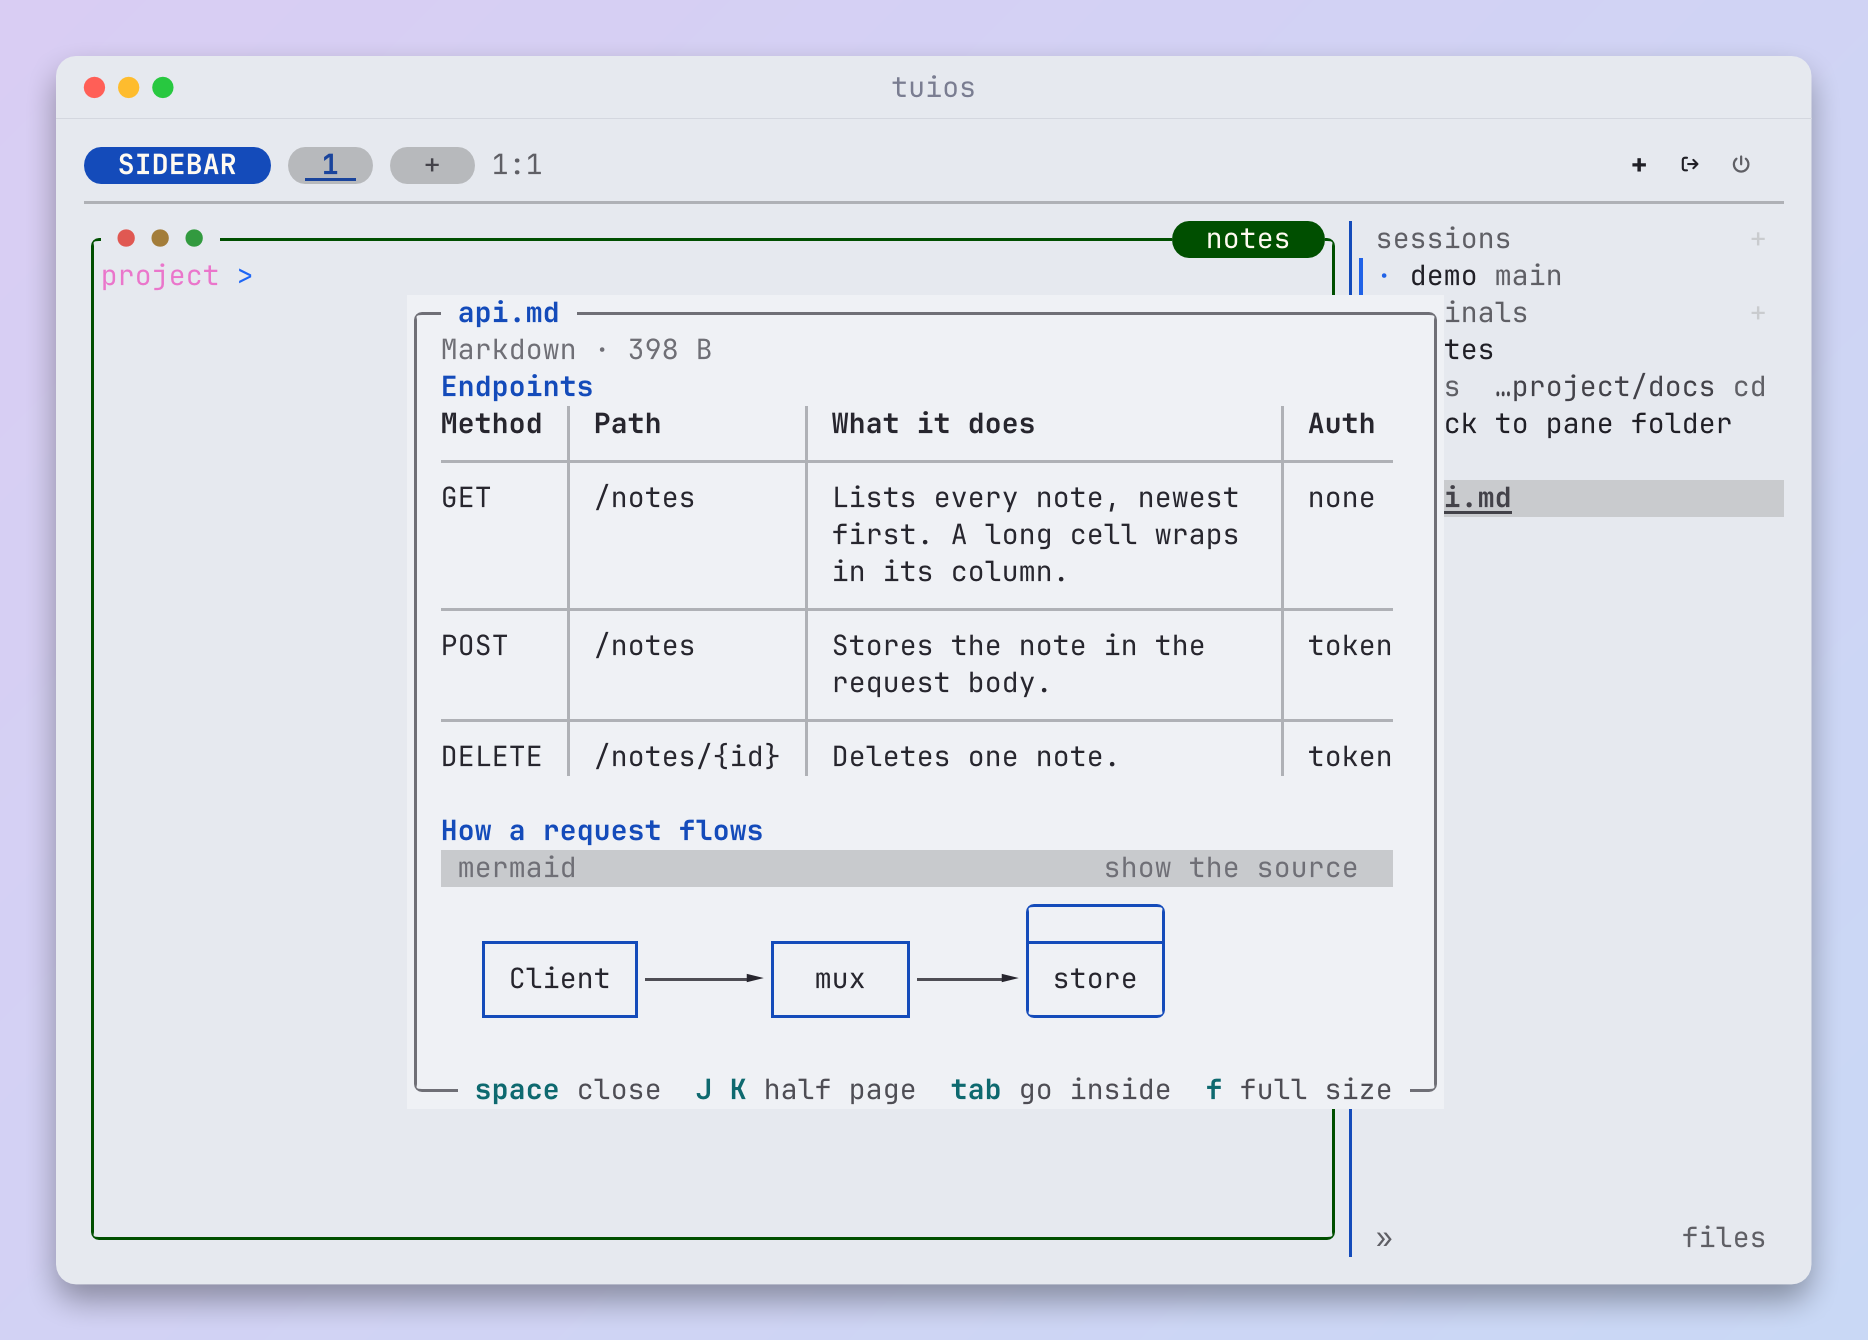 tuios
SIDEBAR 1 + 1:1 +
notes
sessions +
project >
· demo main
api.md
inals +
Markdown · 398 B
tes
Endpoints
s …project/docs cd
Method Path What it does Auth
ck to pane folder
GET /notes Lists every note, newest none
i.md
first. A long cell wraps
in its column.
POST /notes Stores the note in the token
request body.
DELETE /notes/{id} Deletes one note. token
How a request flows
mermaid show the source
Client mux store
space close J K half page tab go inside f full size
» files